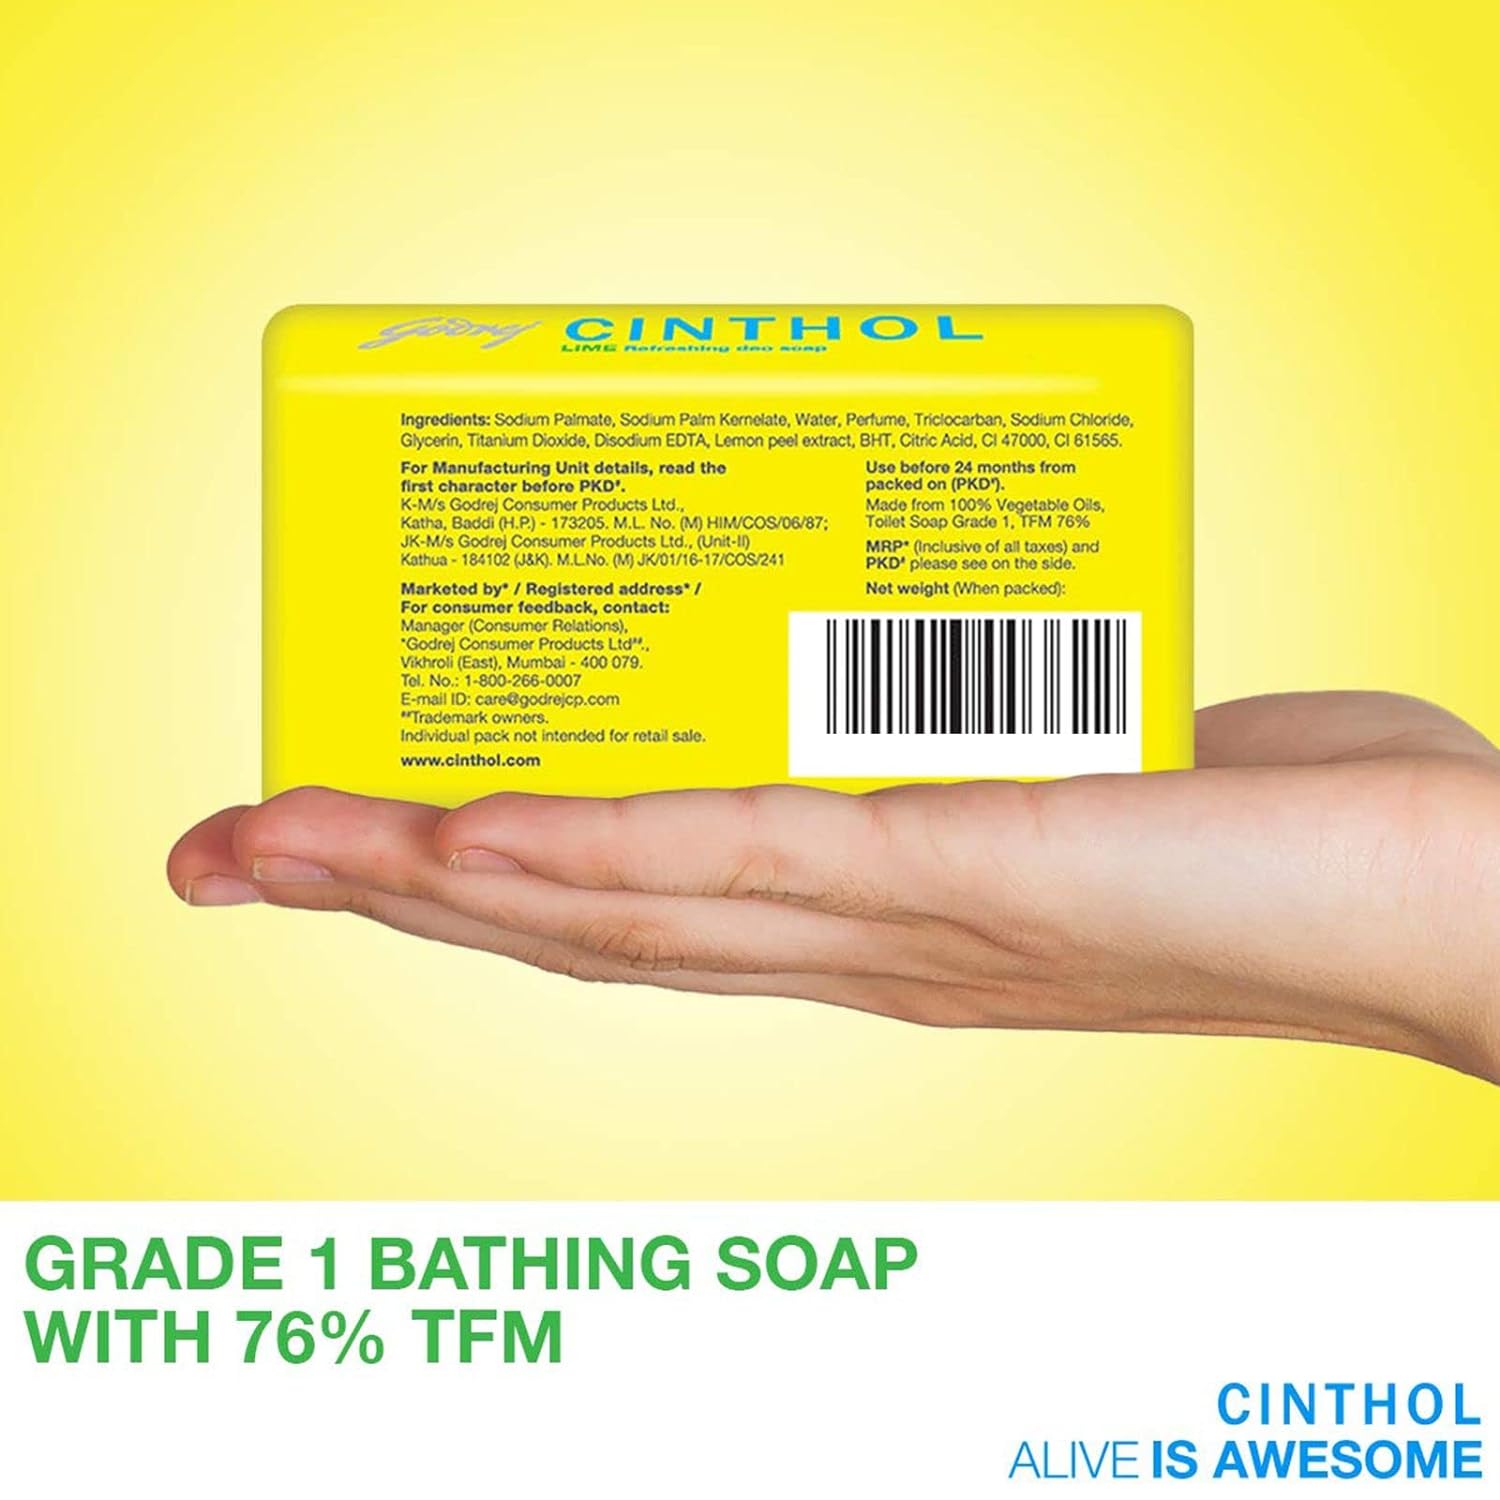 Godrej CINTHOL
LIME Refreshing deo soap
Ingredients: Sodium Palmate, Sodium Palm Kernelate, Water, Perfume, Triclocarban, Sodium Chloride,
Glycerin, Titanium Dioxide, Disodium EDTA, Lemon peel extract, BHT, Citric Acid, CI 47000, CI 61565.
For Manufacturing Unit details, read the
first character before PKD#.
K-M/s Godrej Consumer Products Ltd.,
Katha, Baddi (H.P.) - 173205. M.L. No. (M) HIM/COS/06/87;
JK-M/s Godrej Consumer Products Ltd., (Unit-II)
Kathua - 184102 (J&K). M.L.No. (M) JK/01/16-17/COS/241
Marketed by* / Registered address* /
For consumer feedback, contact:
Manager (Consumer Relations),
*Godrej Consumer Products Ltd##.,
Vikhroli (East), Mumbai - 400 079.
Tel. No.: 1-800-266-0007
E-mail ID: care@godrejcp.com
##Trademark owners.
Individual pack not intended for retail sale.
www.cinthol.com
Use before 24 months from
packed on (PKD#).
Made from 100% Vegetable Oils,
Toilet Soap Grade 1, TFM 76%
MRP* (Inclusive of all taxes) and
PKD# please see on the side.
Net weight (When packed):
GRADE 1 BATHING SOAP
WITH 76% TFM
CINTHOL
ALIVE IS AWESOME